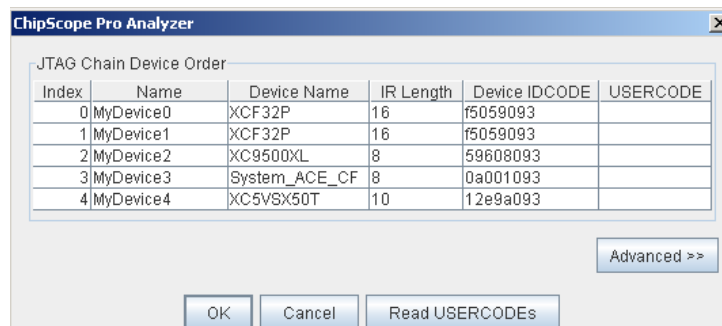 ChipScope Pro Analyzer
JTAG Chain Device Order
Index Name Device Name IR Length Device IDCODE USERCODE
0 MyDevice0 XCF32P 16 f5059093
1 MyDevice1 XCF32P 16 f5059093
2 MyDevice2 XC9500XL 8 59608093
3 MyDevice3 System_ACE_CF 8 0a001093
4 MyDevice4 XC5VSX50T 10 12e9a093
Advanced >>
OK Cancel Read USERCODEs